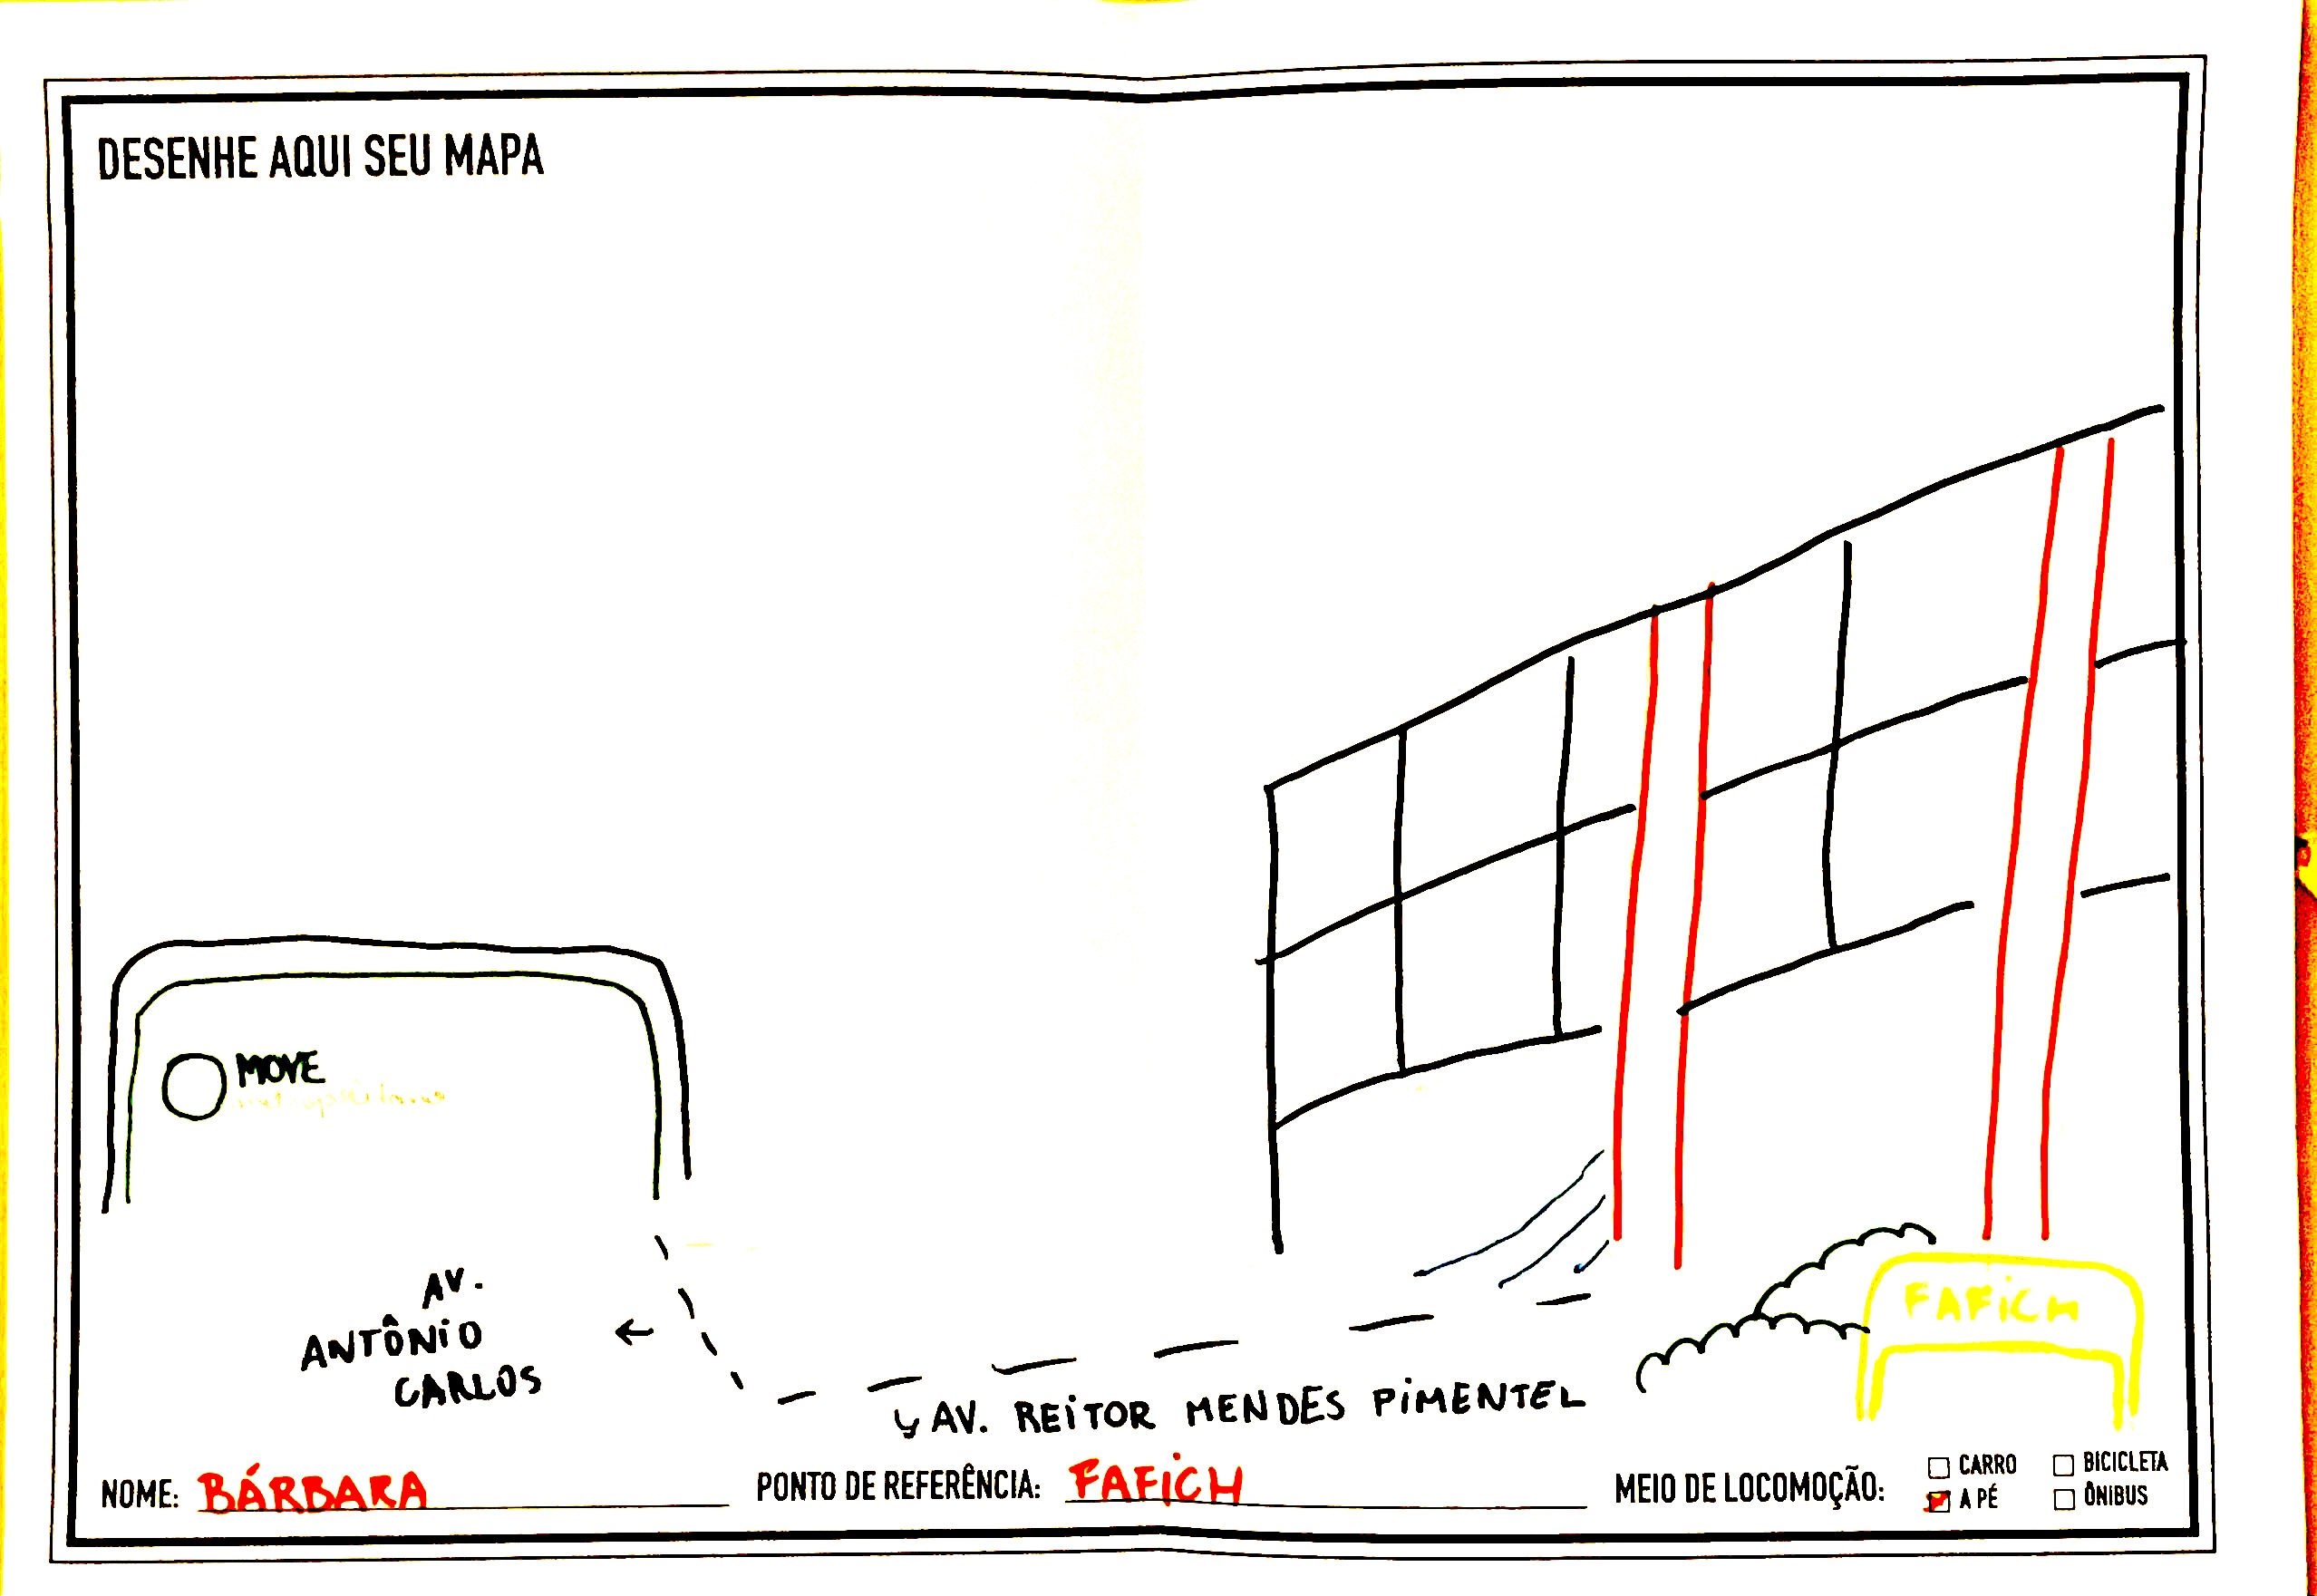 DESENHE AQUI SEU MAPA
MOVE
metropolitano
AV.
ANTÔNIO
CARLOS
FAFiCH
AV. REiTOR MENDES PiMENTEL
NOME: BÁRBARA
PONTO DE REFERÊNCIA: FAFiCH
MEIO DE LOCOMOÇÃO:
CARRO
BICICLETA
A PÉ
ÔNIBUS